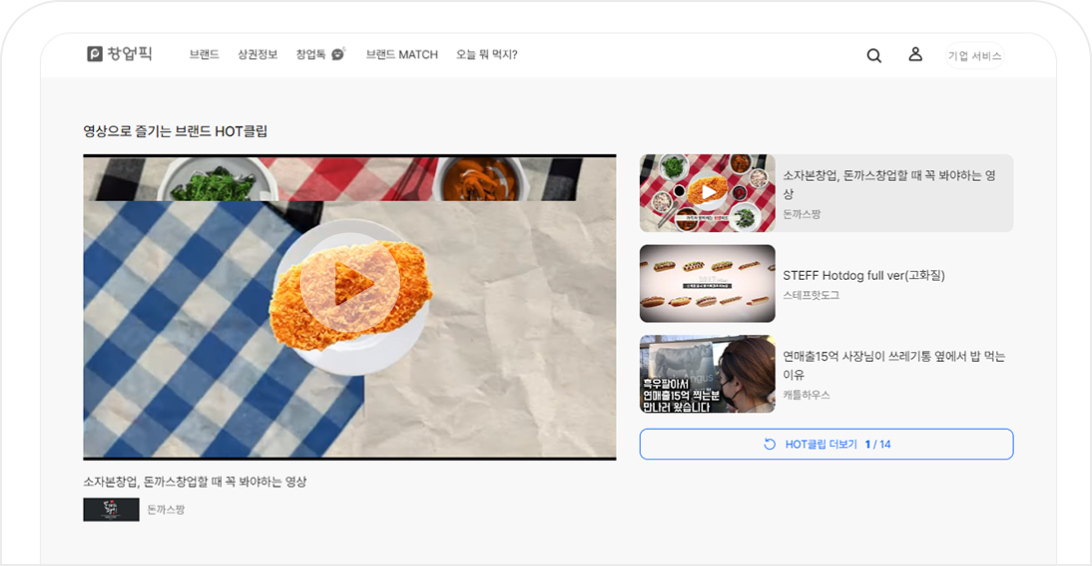 창업픽
브랜드 상권정보 창업톡 브랜드 MATCH 오늘 뭐 먹지? 기업 서비스
영상으로 즐기는 브랜드 HOT클립
소자본창업, 돈까스창업할 때 꼭 봐야하는 영
상
돈까스짱
STEFF Hotdog full ver(고화질)
스테프핫도그
흑우팔아서
연매출15억 찍는분
만나러 왔습니다
연매출15억 사장님이 쓰레기통 옆에서 밥 먹는
이유
캐틀하우스
HOT클립 더보기 1 / 14
소자본창업, 돈까스창업할 때 꼭 봐야하는 영상
돈까스짱